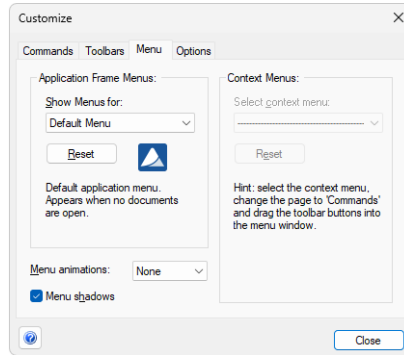 Customize
Commands Toolbars Menu Options
Application Frame Menus:
Show Menus for:
Default Menu
Reset
Default application menu.
Appears when no documents
are open.
Context Menus:
Select context menu:
Reset
Hint: select the context menu,
change the page to 'Commands'
and drag the toolbar buttons into
the menu window.
Menu animations: None
Menu shadows
Close